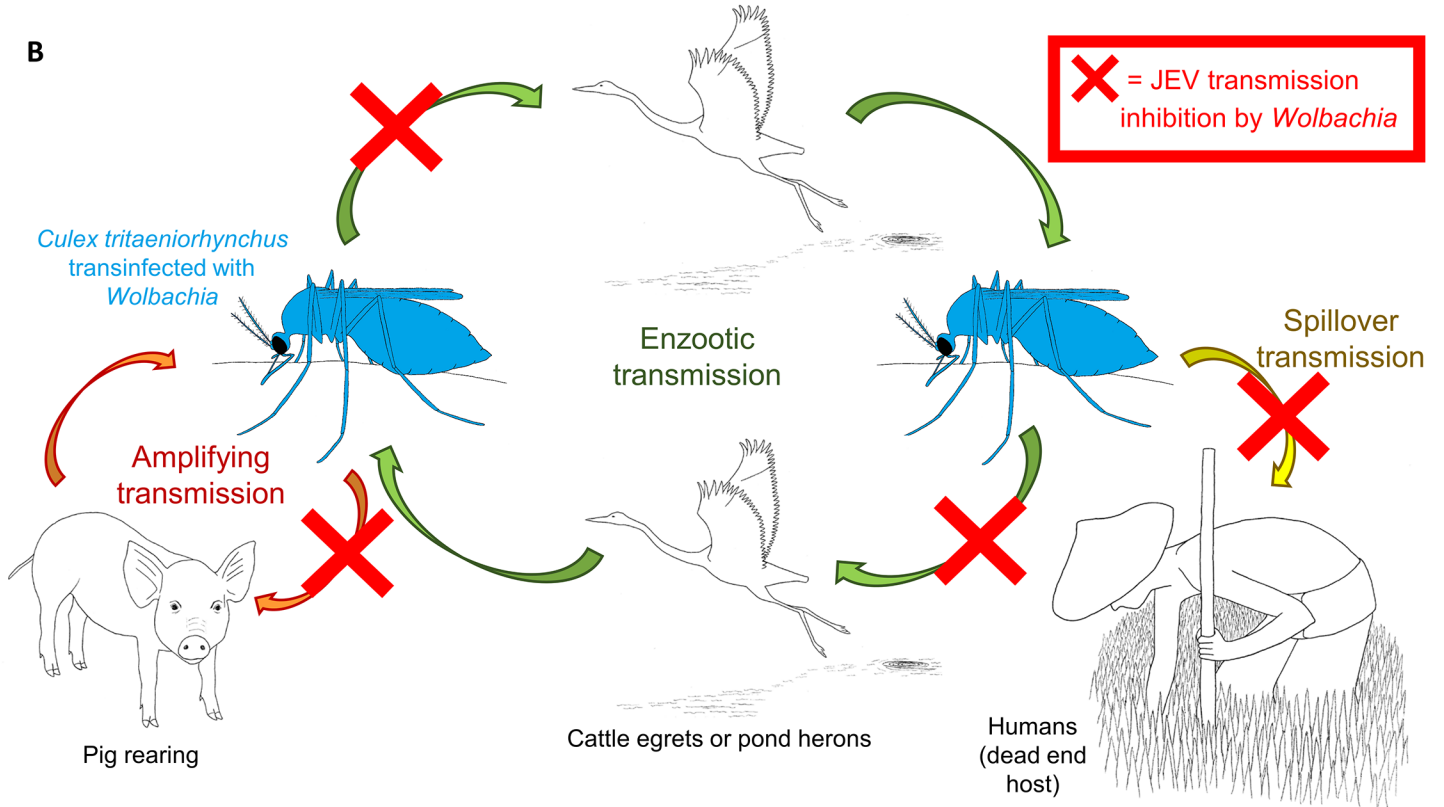 B
= JEV transmission
inhibition by Wolbachia
Culex tritaeniorhynchus
transinfected with
Wolbachia
Enzootic
transmission
Spillover
transmission
Amplifying
transmission
Pig rearing
Cattle egrets or pond herons
Humans
(dead end
host)